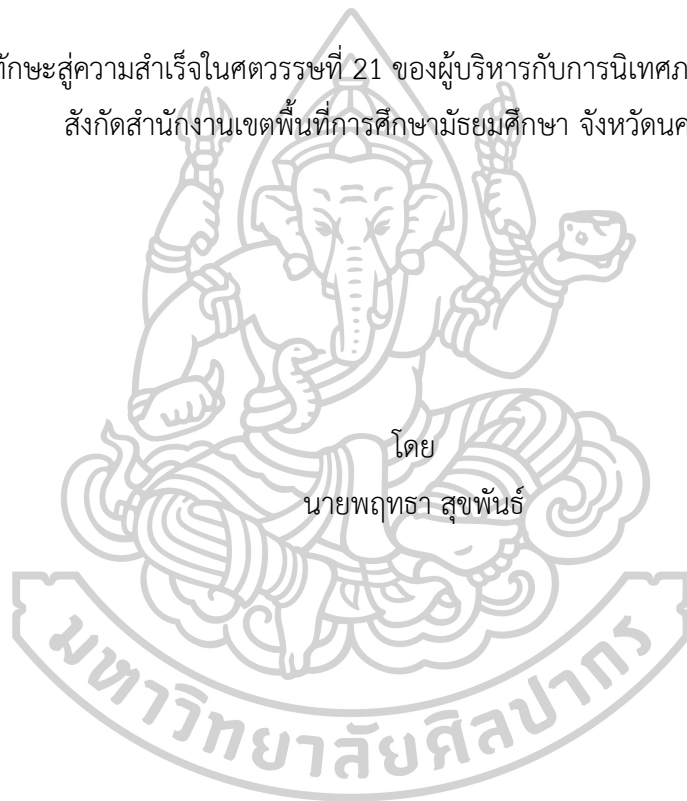 ทักษะสู่ความสำเร็จในศตวรรษที่ 21 ของผู้บริหารกับการนิเทศภ
สังกัดสำนักงานเขตพื้นที่การศึกษามัธยมศึกษา จังหวัดนค
โดย
นายพฤทธา สุขพันธ์
มหาวิทยาลัยศิลปากร